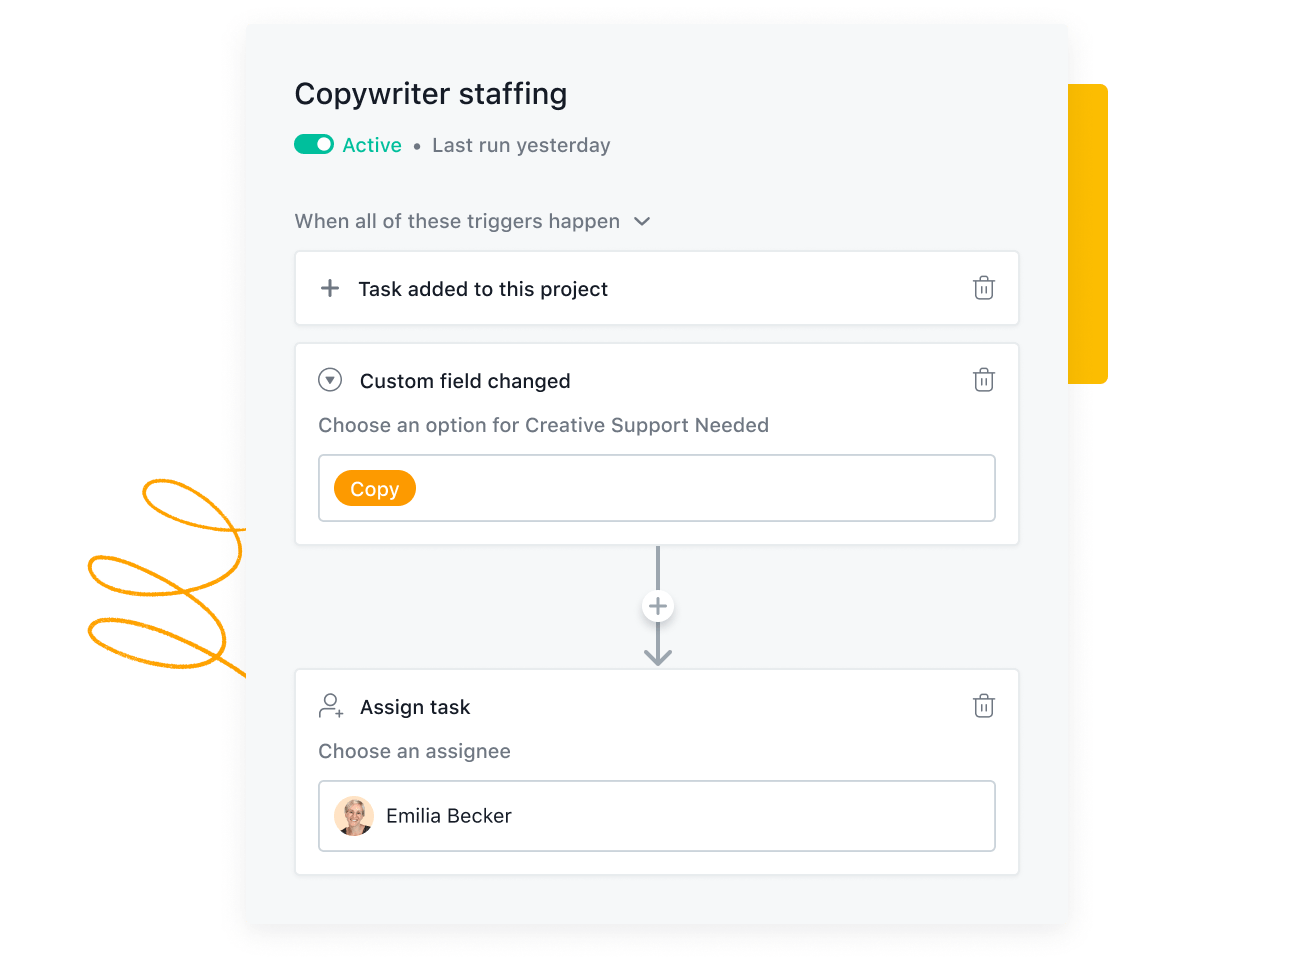 Copywriter staffing
Active • Last run yesterday
When all of these triggers happen
Task added to this project
Custom field changed
Choose an option for Creative Support Needed
Copy
Assign task
Choose an assignee
Emilia Becker